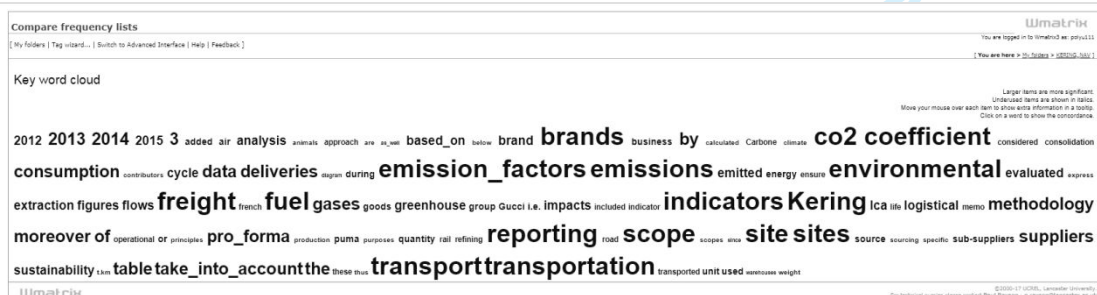 Compare frequency lists
Wmatrix
[ My folders | Tag wizard... | Switch to Advanced Interface | Help | Feedback ]
You are logged in to Wmatrix3 as: polyu111
[ You are here > My folders > KERING_NAV ]
Key word cloud
Larger items are more significant.
Underused items are shown in italics.
Move your mouse over each item to show extra information in a tooltip.
Click on a word to show the concordance.
2012 2013 2014 2015 3 added air analysis animals approach are as_well based_on below brand brands business by calculated Carbone climate co2 coefficient considered consolidation
consumption contributors cycle data deliveries diagram during emission_factors emissions emitted energy ensure environmental evaluated express
extraction figures flows freight french fuel gases goods greenhouse group Gucci i.e. impacts included indicator indicators Kering lca life logistical memo methodology
moreover of operational or principles pro_forma production puma purposes quantity rail refining reporting road scope scopes since site sites source sourcing specific sub-suppliers suppliers
sustainability t.km table take_into_account the these thus transport transportation transported unit used warehouses weight
Wmatrix
©2000-17 UCREL, Lancaster University.